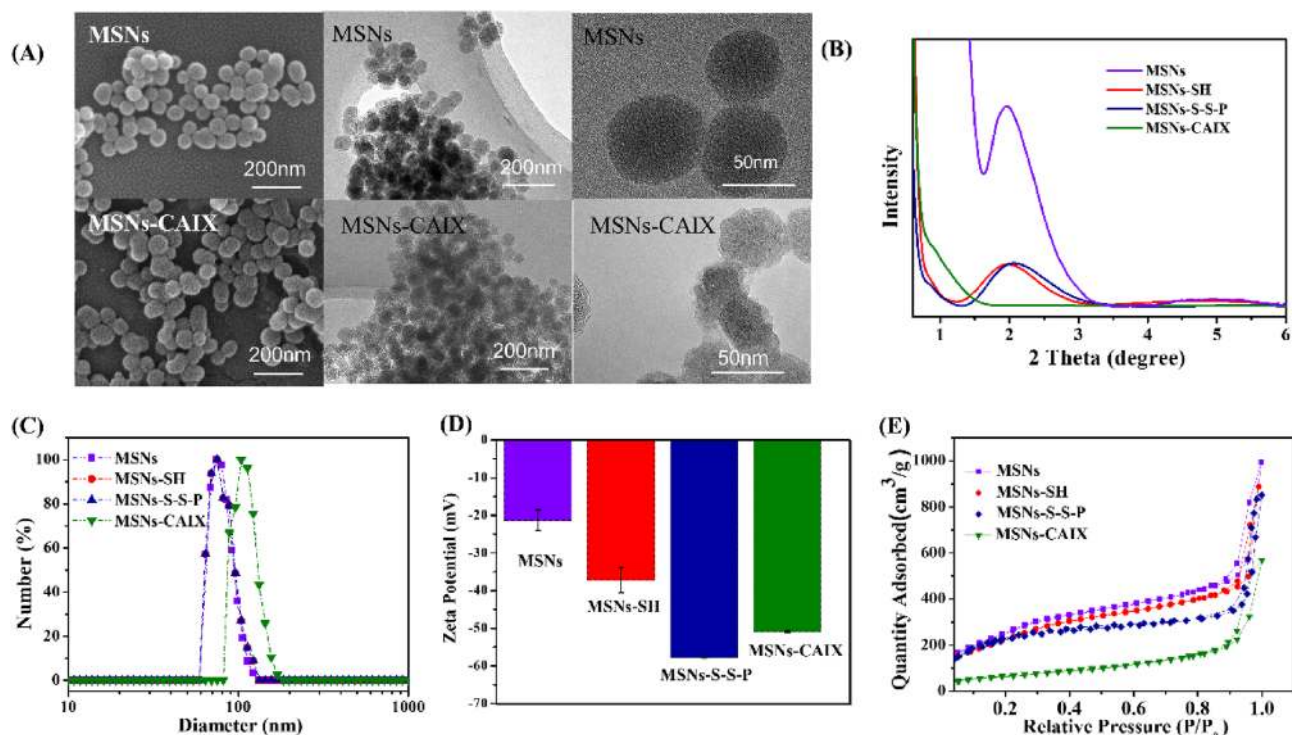 (A)
MSNs
200nm
MSNs
200nm
MSNs
50nm
MSNs-CAIX
200nm
MSNs-CAIX
200nm
MSNs-CAIX
50nm
(B)
Intensity
MSNs
MSNs-SH
MSNs-S-S-P
MSNs-CAIX
1 2 3 4 5 6
2 Theta (degree)
(C)
Number (%)
100
80
60
40
20
0
MSNs
MSNs-SH
MSNs-S-S-P
MSNs-CAIX
10 100 1000
Diameter (nm)
(D)
Zeta Potential (mV)
0
-10
-20
-30
-40
-50
-60
-70
MSNs
MSNs-SH
MSNs-S-S-P
MSNs-CAIX
(E)
Quantity Adsorbed(cm³/g)
1000
800
600
400
200
0
MSNs
MSNs-SH
MSNs-S-S-P
MSNs-CAIX
0.2 0.4 0.6 0.8 1.0
Relative Pressure (P/P